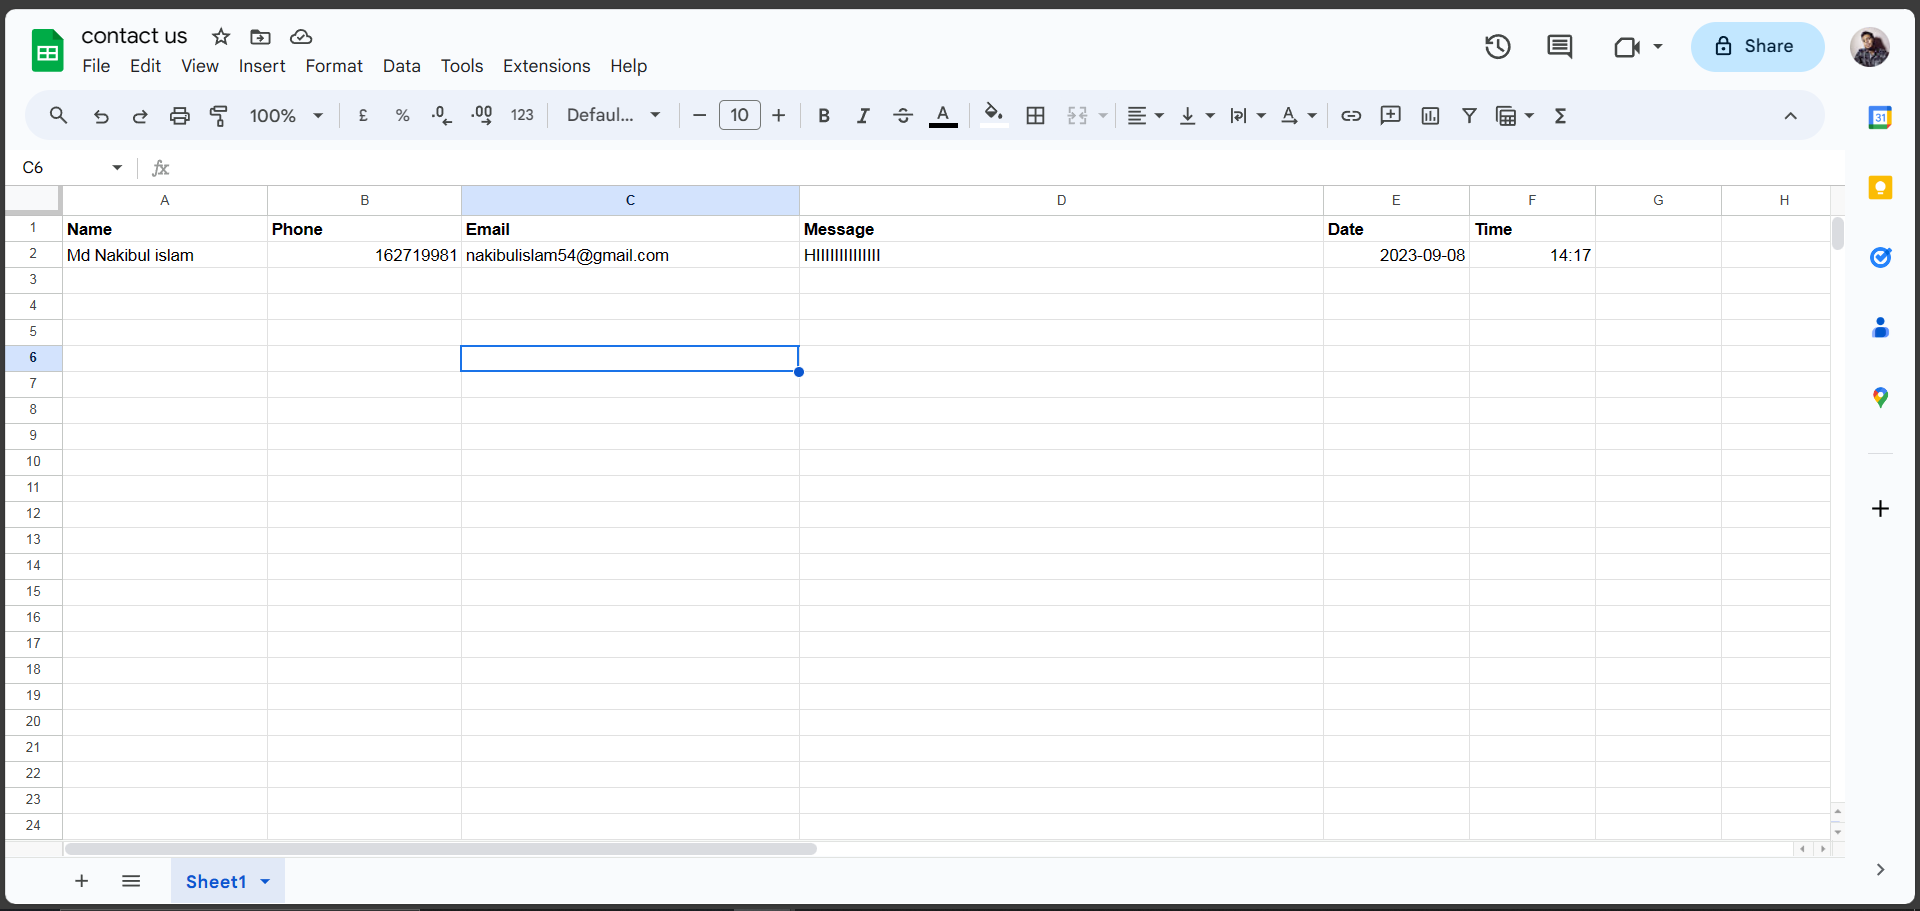 contact us
File Edit View Insert Format Data Tools Extensions Help
Share
100% £ % .0 .00 123 Defaul... 10 B I A A Σ
31
C6 fx
A B C D E F G H
1 Name Phone Email Message Date Time
2 Md Nakibul islam 162719981 nakibulislam54@gmail.com HIIIIIIIIIIIIII 2023-09-08 14:17
3
4
5
6
7
8
9
10
11
12
13
14
15
16
17
18
19
20
21
22
23
24
Sheet1